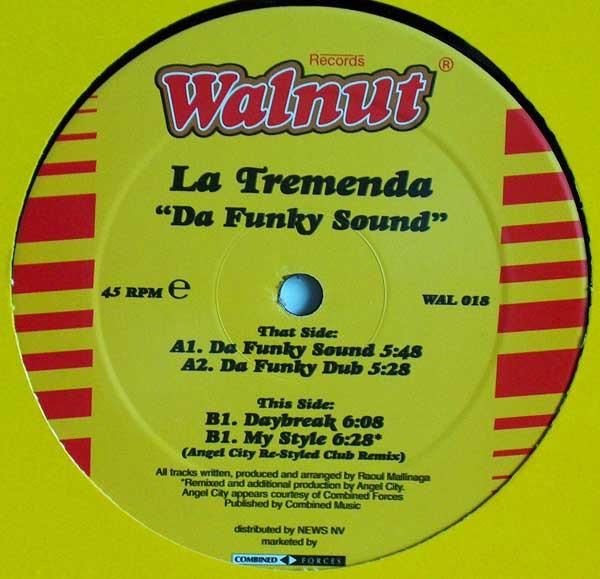 Records
Walnut ®
La Tremenda
“Da Funky Sound”
45 RPM e
WAL 018
That Side:
A1. Da Funky Sound 5:48
A2. Da Funky Dub 5:28
This Side:
B1. Daybreak 6:08
B1. My Style 6:28*
(Angel City Re-Styled Club Remix)
All tracks written, produced and arranged by Raoul Mallinaga
*Remixed and additional production by Angel City.
Angel City appears courtesy of Combined Forces
Published by Combined Music
distributed by NEWS NV
marketed by
COMBINED FORCES